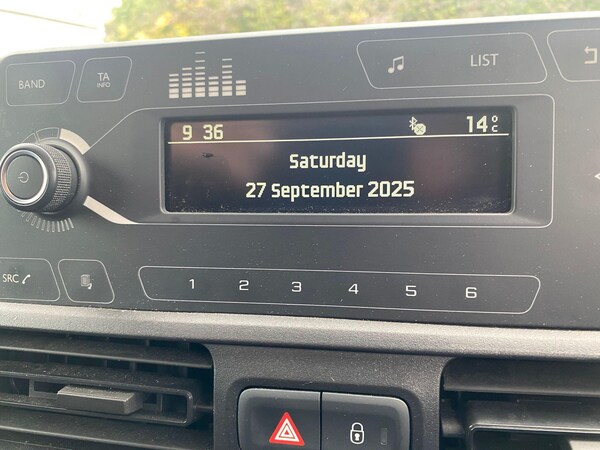 BAND
TA
INFO
LIST
9 36
14°C
Saturday
27 September 2025
SRC
1 2 3 4 5 6